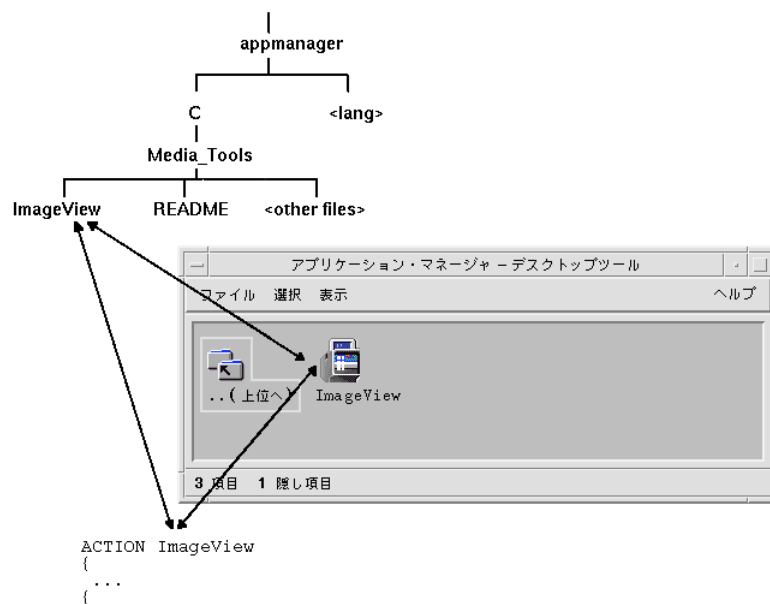 appmanager
C <lang>
Media_Tools
ImageView README <other files>
アプリケーション・マネージャ – デスクトップツール
ファイル 選択 表示 ヘルプ
..(上位へ) ImageView
3 項目 1 隠し項目
ACTION ImageView
{
...
{